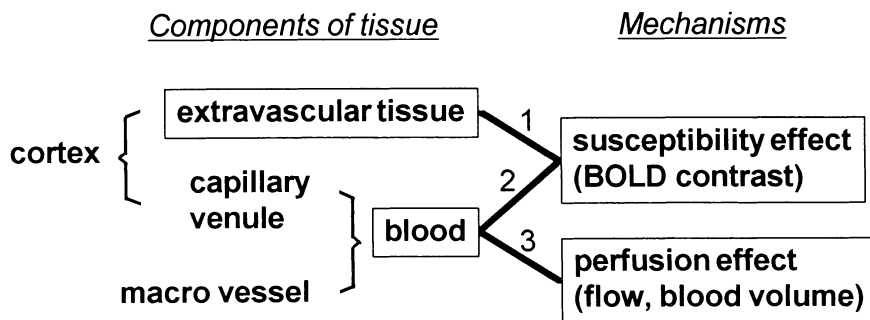 Components of tissue
Mechanisms
extravascular tissue
1
susceptibility effect
(BOLD contrast)
cortex
2
capillary
venule
blood
3
perfusion effect
(flow, blood volume)
macro vessel